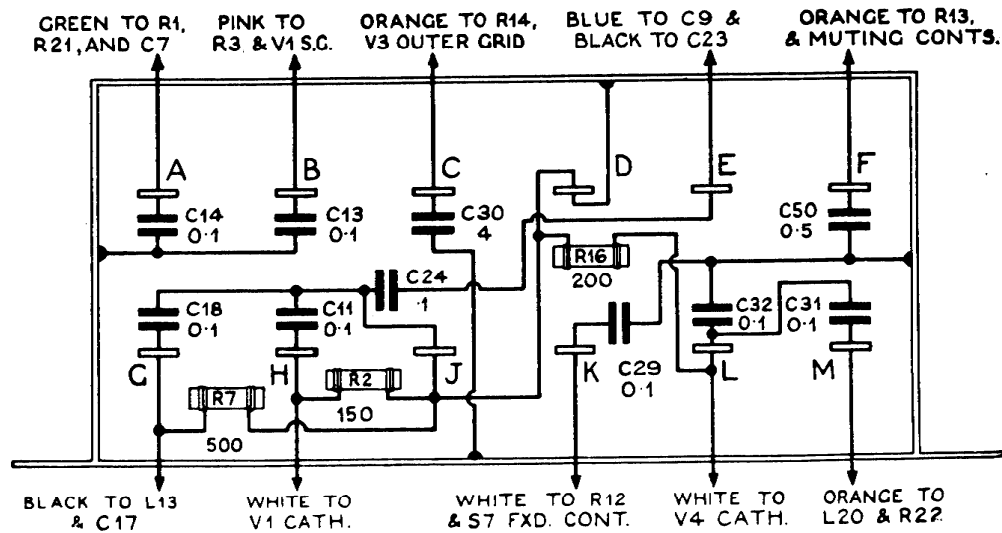 GREEN TO R1,
R21, AND C7
PINK TO
R3 & V1 S.G.
ORANGE TO R14,
V3 OUTER GRID
BLUE TO C9 &
BLACK TO C23
ORANGE TO R13,
& MUTING CONTS.
A
B
C
D
E
F
C14
0·1
C13
0·1
C30
4
C50
0·5
R16
200
C24
·1
C18
0·1
C11
0·1
C32
0·1
C31
0·1
C29
0·1
G
H
J
K
L
M
R7
500
R2
150
BLACK TO L13
& C17
WHITE TO
V1 CATH.
WHITE TO R12
& S7 FXD. CONT.
WHITE TO
V4 CATH.
ORANGE TO
L20 & R22